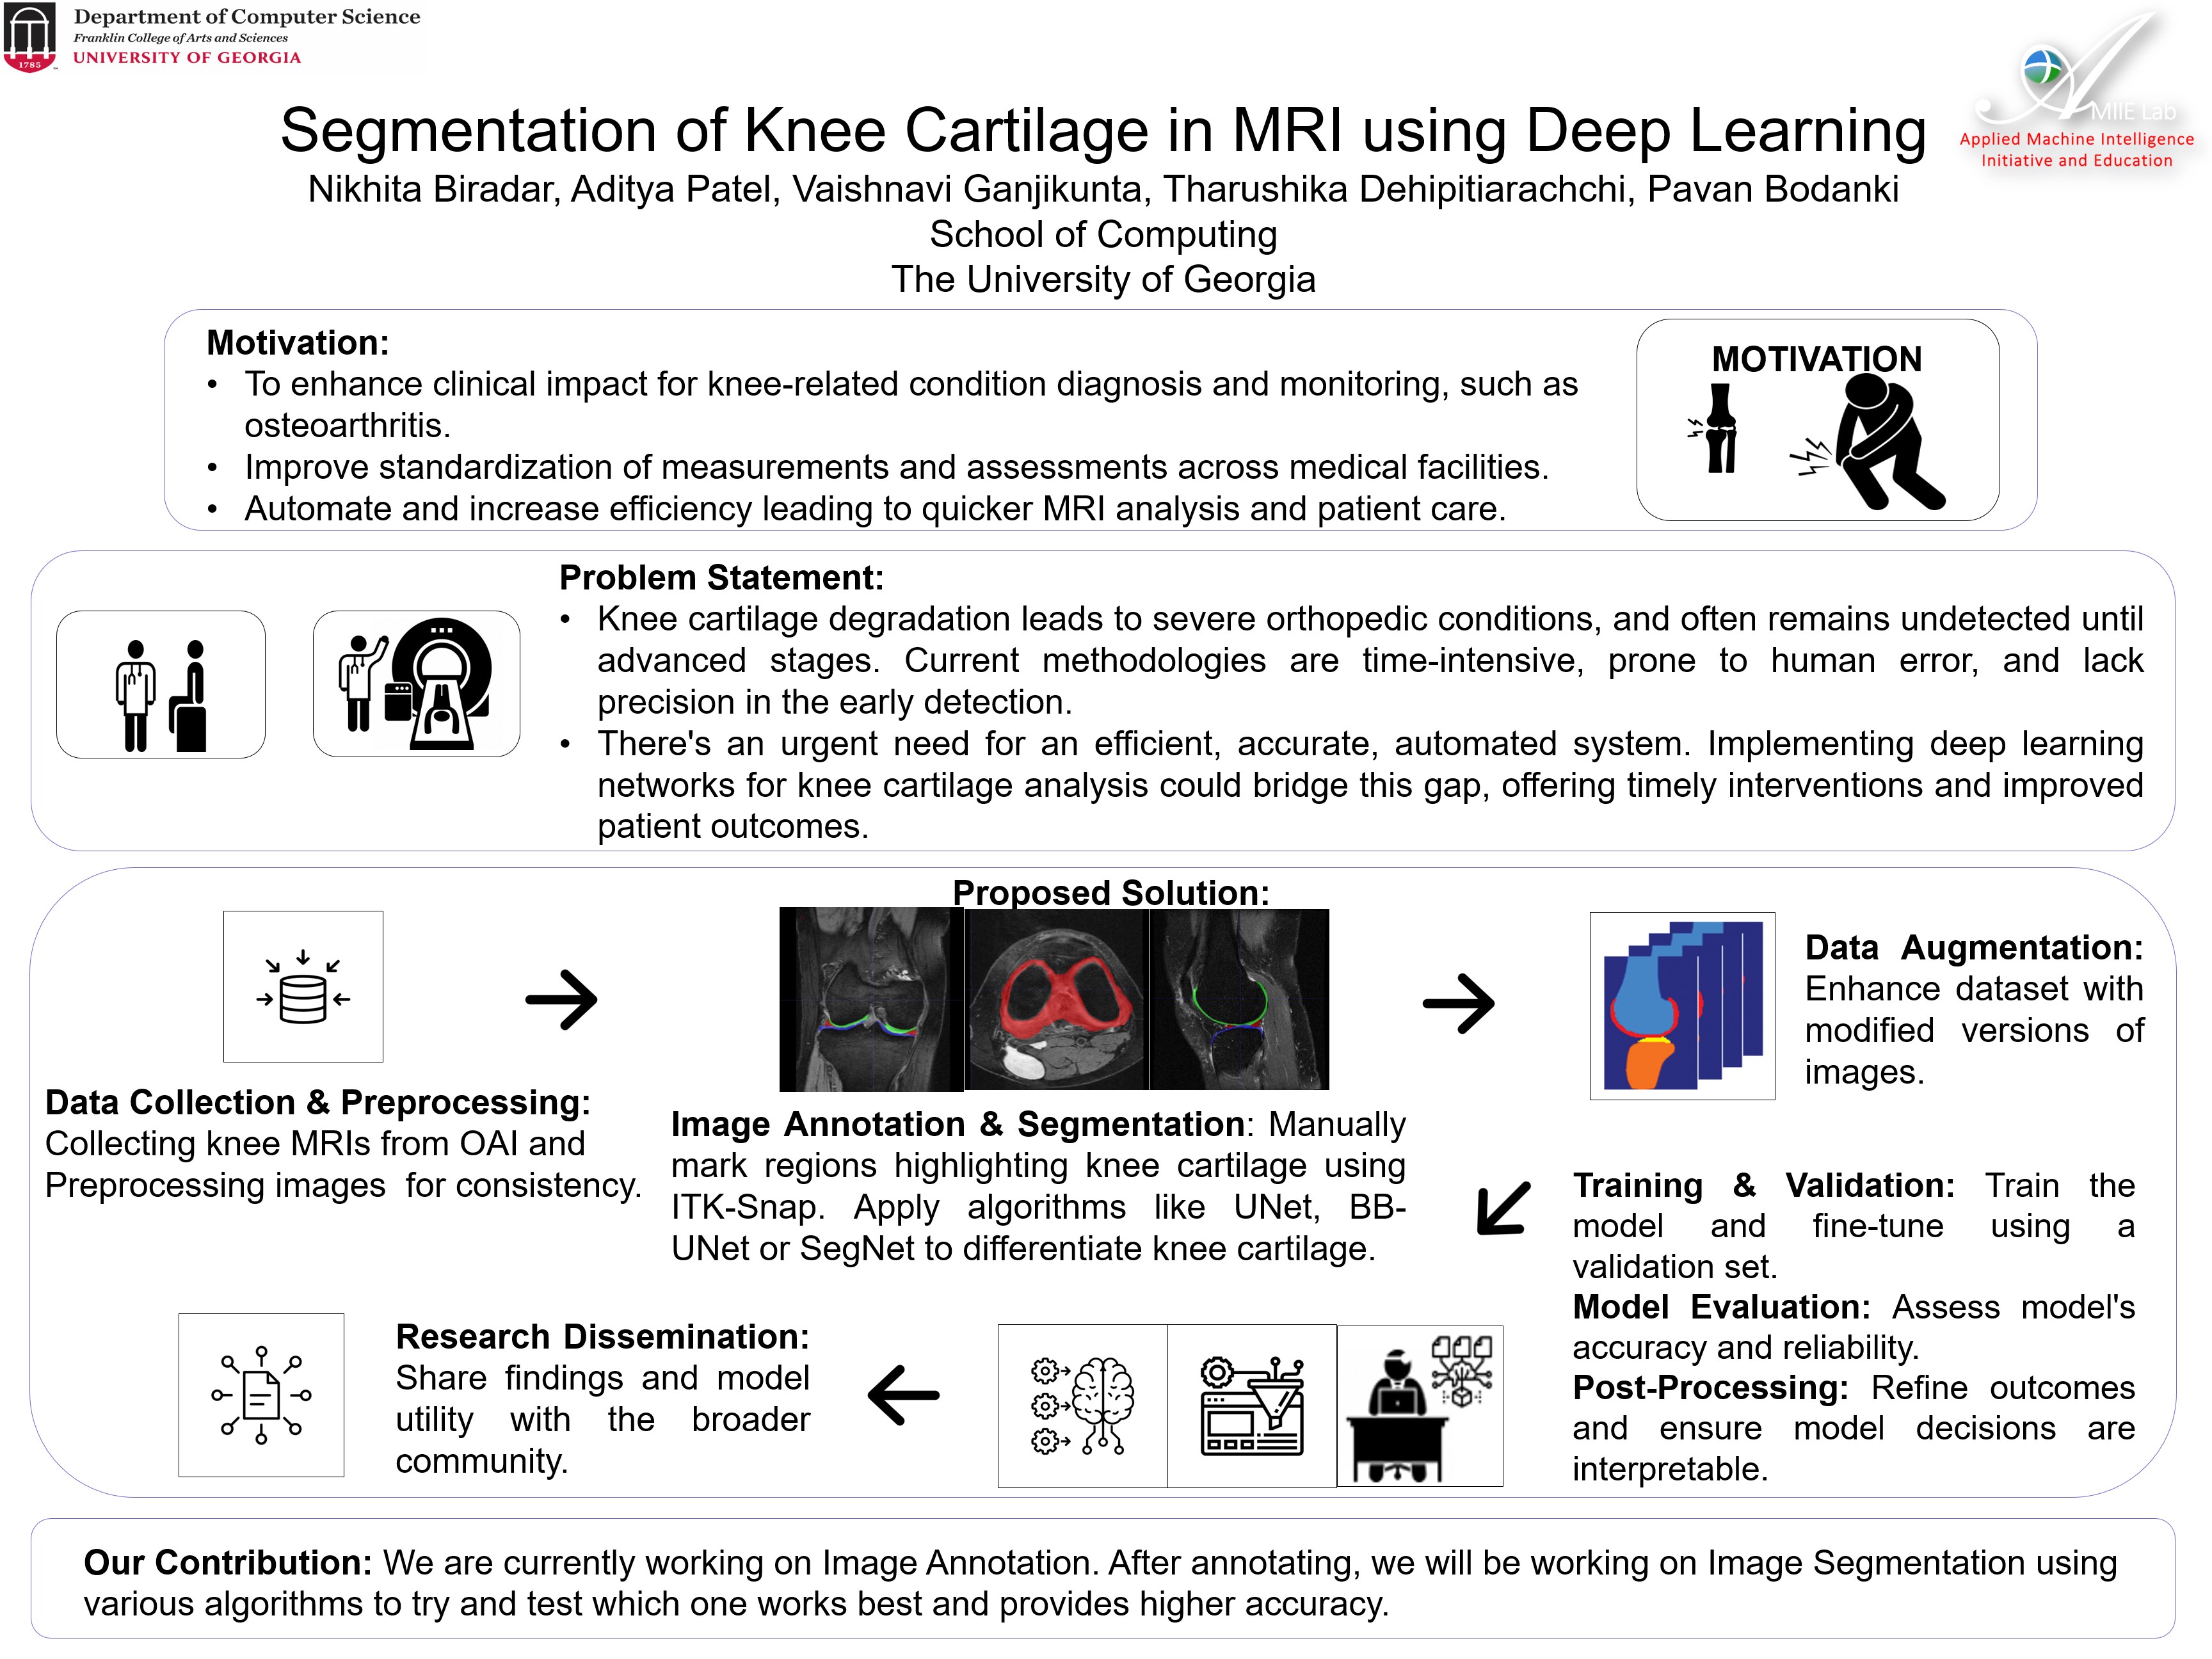 Department of Computer Science
Franklin College of Arts and Sciences
UNIVERSITY OF GEORGIA
1785
MIIE Lab
Applied Machine Intelligence
Initiative and Education
Segmentation of Knee Cartilage in MRI using Deep Learning
Nikhita Biradar, Aditya Patel, Vaishnavi Ganjikunta, Tharushika Dehipitiarachchi, Pavan Bodanki
School of Computing
The University of Georgia
Motivation:
• To enhance clinical impact for knee-related condition diagnosis and monitoring, such as
osteoarthritis.
• Improve standardization of measurements and assessments across medical facilities.
• Automate and increase efficiency leading to quicker MRI analysis and patient care.
MOTIVATION
Problem Statement:
• Knee cartilage degradation leads to severe orthopedic conditions, and often remains undetected until
advanced stages. Current methodologies are time-intensive, prone to human error, and lack
precision in the early detection.
• There's an urgent need for an efficient, accurate, automated system. Implementing deep learning
networks for knee cartilage analysis could bridge this gap, offering timely interventions and improved
patient outcomes.
Proposed Solution:
Data Collection & Preprocessing:
Collecting knee MRIs from OAI and
Preprocessing images for consistency.
Image Annotation & Segmentation: Manually
mark regions highlighting knee cartilage using
ITK-Snap. Apply algorithms like UNet, BB-
UNet or SegNet to differentiate knee cartilage.
Data Augmentation:
Enhance dataset with
modified versions of
images.
Training & Validation: Train the
model and fine-tune using a
validation set.
Model Evaluation: Assess model's
accuracy and reliability.
Post-Processing: Refine outcomes
and ensure model decisions are
interpretable.
Research Dissemination:
Share findings and model
utility with the broader
community.
Our Contribution: We are currently working on Image Annotation. After annotating, we will be working on Image Segmentation using
various algorithms to try and test which one works best and provides higher accuracy.